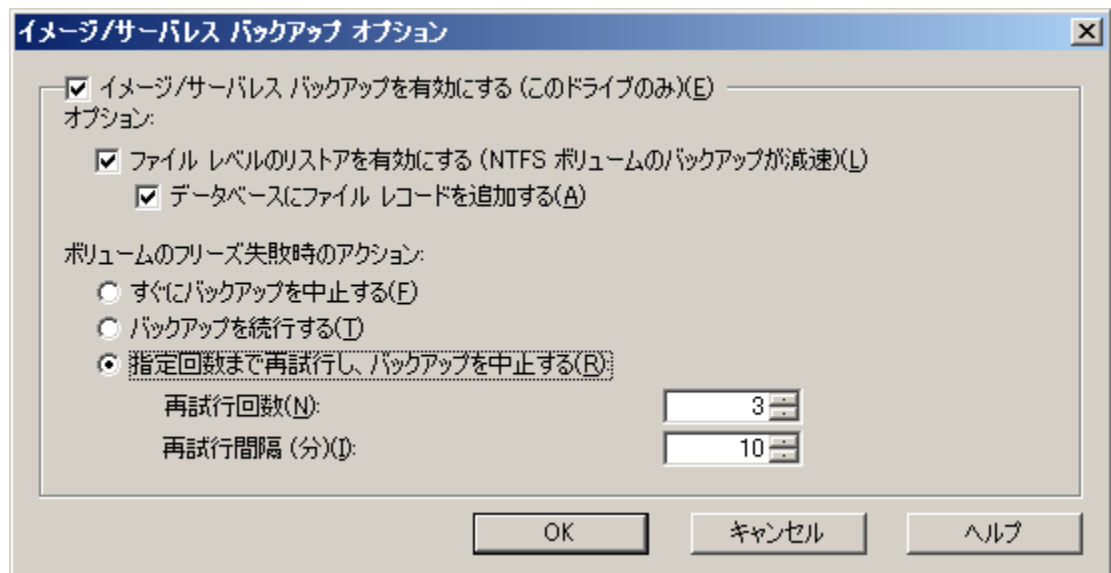 イメージ/サーバレス バックアップ オプション
イメージ/サーバレス バックアップを有効にする (このドライブのみ)(E)
オプション:
ファイル レベルのリストアを有効にする (NTFS ボリュームのバックアップが減速)(L)
データベースにファイル レコードを追加する(A)
ボリュームのフリーズ失敗時のアクション:
すぐにバックアップを中止する(F)
バックアップを続行する(T)
指定回数まで再試行し、バックアップを中止する(R)
再試行回数(N): 3
再試行間隔 (分)(I): 10
OK キャンセル ヘルプ